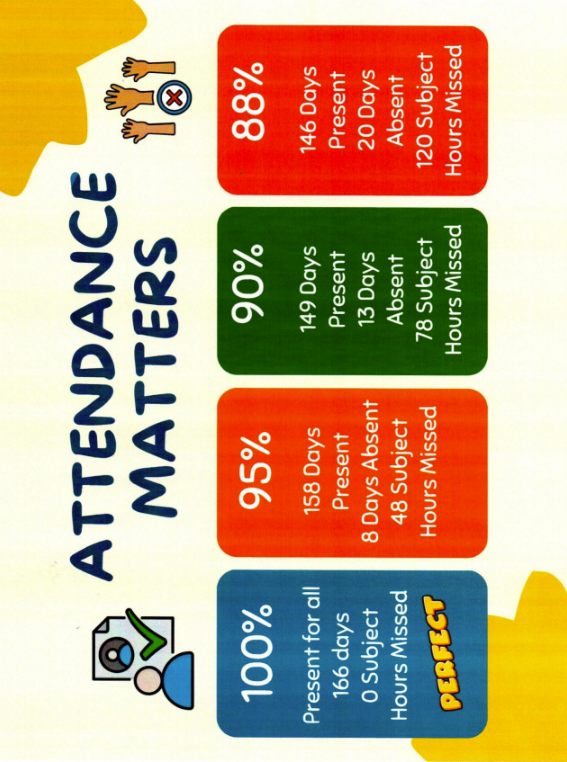 ATTENDANCE
MATTERS
100%
Present for all
166 days
0 Subject
Hours Missed
PERFECT
95%
158 Days
Present
8 Days Absent
48 Subject
Hours Missed
90%
149 Days
Present
13 Days
Absent
78 Subject
Hours Missed
88%
146 Days
Present
20 Days
Absent
120 Subject
Hours Missed